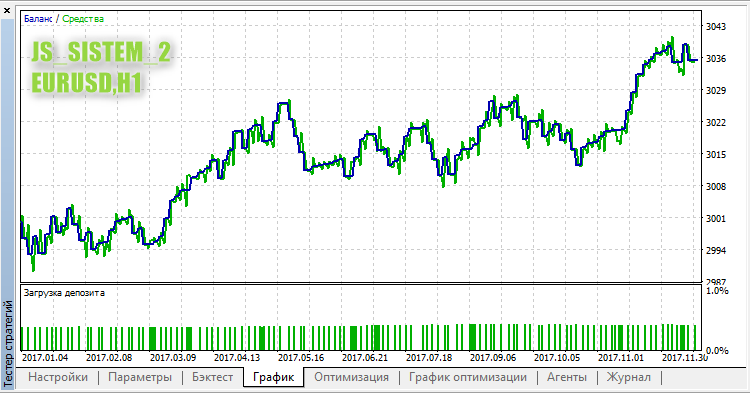 Баланс / Средства
JS_SISTEM_2
EURUSD,H1
3043
3036
3029
3022
3015
3008
3001
2994
2987
Загрузка депозита
1.0%
0.0%
2017.01.04 2017.02.08 2017.03.09 2017.04.13 2017.05.16 2017.06.21 2017.07.18 2017.09.06 2017.10.05 2017.11.01 2017.11.30
Тестер стратегий
Настройки Параметры Бэктест График Оптимизация График оптимизации Агенты Журнал